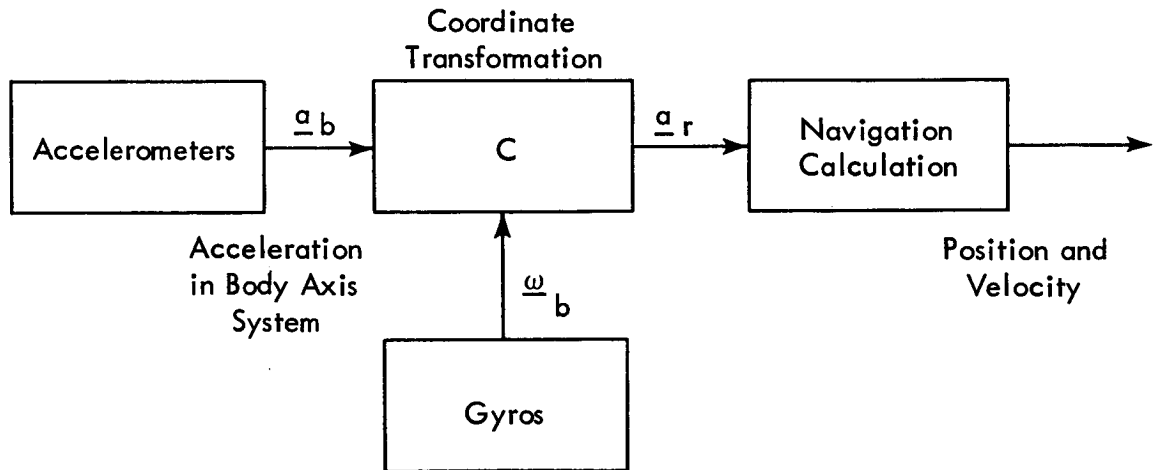 Coordinate
Transformation
Accelerometers
a b
C
a r
Navigation
Calculation
Acceleration
in Body Axis
System
ω b
Position and
Velocity
Gyros